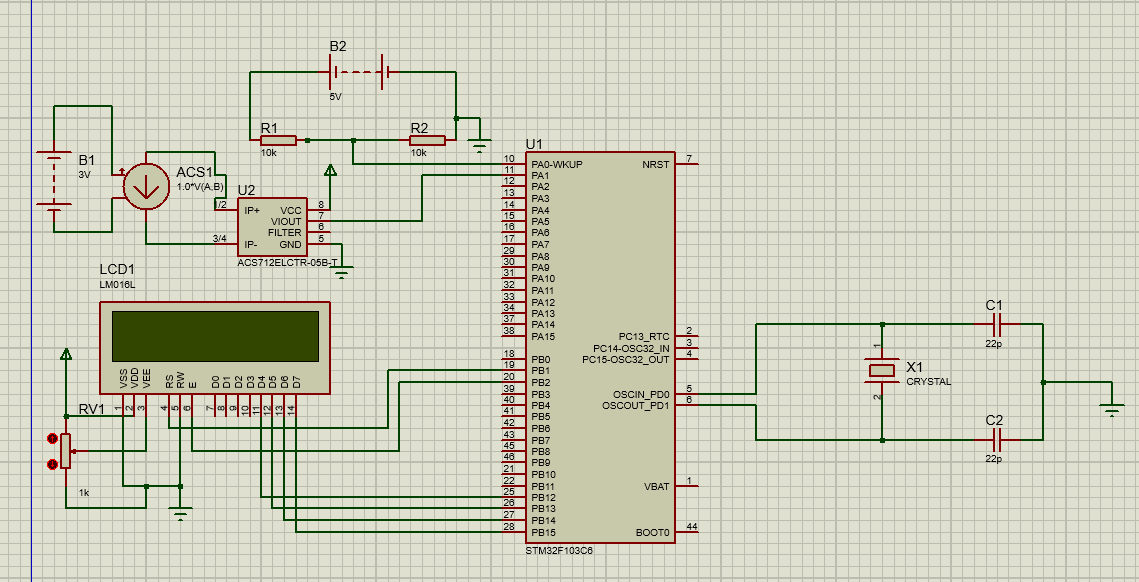 B2
5V
R1
10k
R2
10k
B1
3V
ACS1
1.0*V(A,B)
U2
1/2
IP+
3/4
IP-
VCC
8
VIOUT
7
FILTER
6
GND
5
ACS712ELCTR-05B-T
LCD1
LM016L
VSS
VDD
VEE
RS
RW
E
D0
D1
D2
D3
D4
D5
D6
D7
1
2
3
4
5
6
7
8
9
10
11
12
13
14
RV1
1k
U1
10
PA0-WKUP
11
PA1
12
PA2
13
PA3
14
PA4
15
PA5
16
PA6
17
PA7
29
PA8
30
PA9
31
PA10
32
PA11
33
PA12
34
PA13
37
PA14
38
PA15
18
PB0
19
PB1
20
PB2
39
PB3
40
PB4
41
PB5
42
PB6
43
PB7
45
PB8
46
PB9
21
PB10
22
PB11
25
PB12
26
PB13
27
PB14
28
PB15
NRST
7
PC13_RTC
2
PC14-OSC32_IN
3
PC15-OSC32_OUT
4
OSCIN_PD0
5
OSCOUT_PD1
6
VBAT
1
BOOT0
44
STM32F103C6
C1
22p
1
X1
CRYSTAL
2
C2
22p